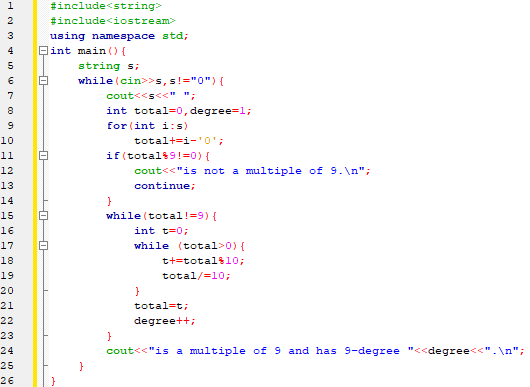 1 #include<string>
2 #include<iostream>
3 using namespace std;
4 int main(){
5 string s;
6 while(cin>>s,s!="0"){
7 cout<<s<<" ";
8 int total=0,degree=1;
9 for(int i:s)
10 total+=i-'0';
11 if(total%9!=0){
12 cout<<"is not a multiple of 9.\n";
13 continue;
14 }
15 while(total!=9){
16 int t=0;
17 while (total>0){
18 t+=total%10;
19 total/=10;
20 }
21 total=t;
22 degree++;
23 }
24 cout<<"is a multiple of 9 and has 9-degree "<<degree<<".\n";
25 }
26 }